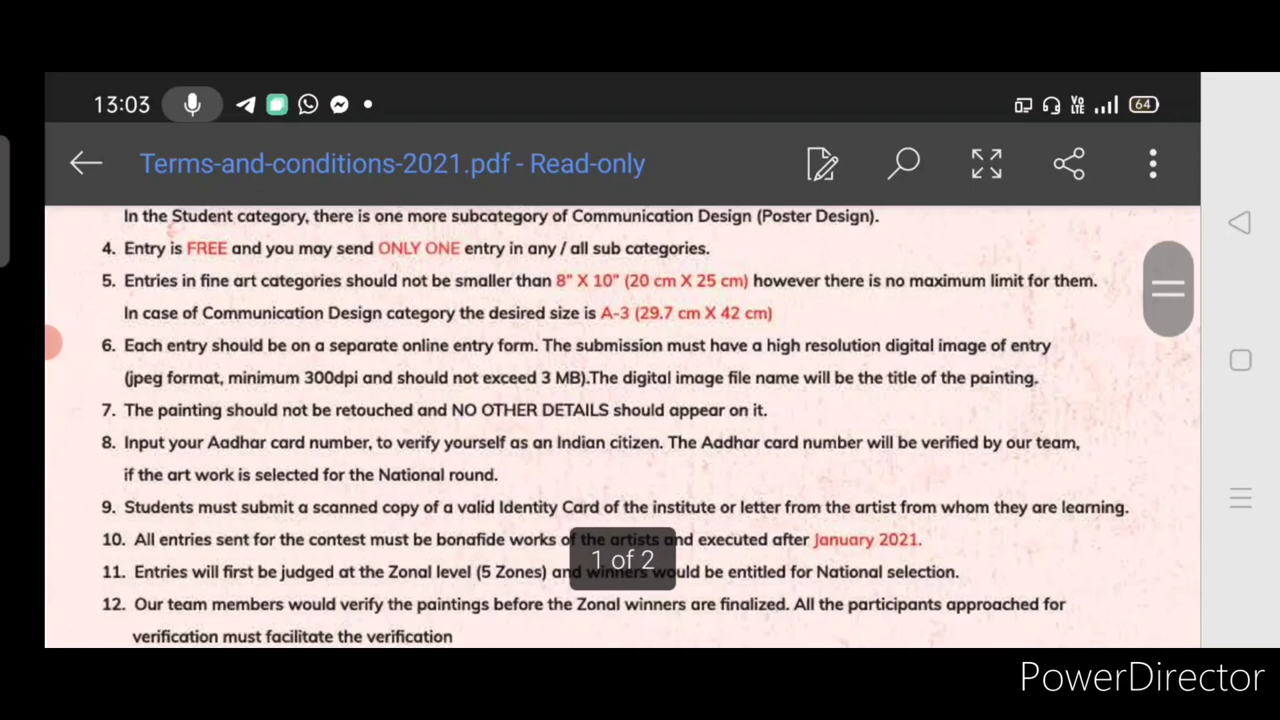 13:03
Vo LTE
64
Terms-and-conditions-2021.pdf - Read-only
In the Student category, there is one more subcategory of Communication Design (Poster Design).
4. Entry is FREE and you may send ONLY ONE entry in any / all sub categories.
5. Entries in fine art categories should not be smaller than 8" X 10" (20 cm X 25 cm) however there is no maximum limit for them.
In case of Communication Design category the desired size is A-3 (29.7 cm X 42 cm)
6. Each entry should be on a separate online entry form. The submission must have a high resolution digital image of entry
(jpeg format, minimum 300dpi and should not exceed 3 MB).The digital image file name will be the title of the painting.
7. The painting should not be retouched and NO OTHER DETAILS should appear on it.
8. Input your Aadhar card number, to verify yourself as an Indian citizen. The Aadhar card number will be verified by our team,
if the art work is selected for the National round.
9. Students must submit a scanned copy of a valid Identity Card of the institute or letter from the artist from whom they are learning.
10. All entries sent for the contest must be bonafide works of the artists and executed after January 2021.
1 of 2
11. Entries will first be judged at the Zonal level (5 Zones) and winners would be entitled for National selection.
12. Our team members would verify the paintings before the Zonal winners are finalized. All the participants approached for
verification must facilitate the verification
PowerDirector